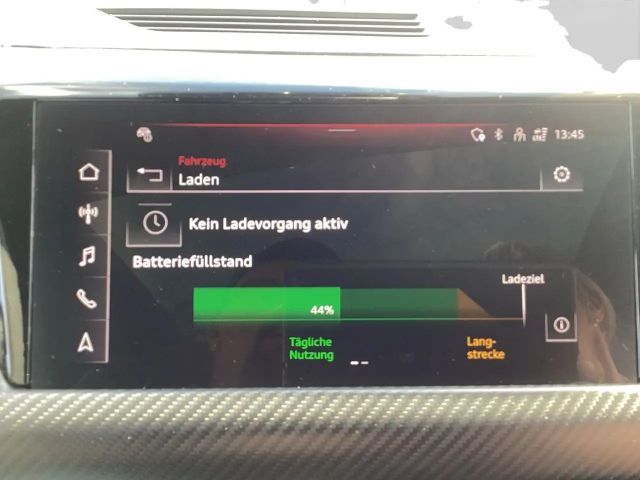 13:45
Fahrzeug
Laden
Kein Ladevorgang aktiv
Batteriefüllstand
Ladeziel
44%
Tägliche
Nutzung
Lang-
strecke